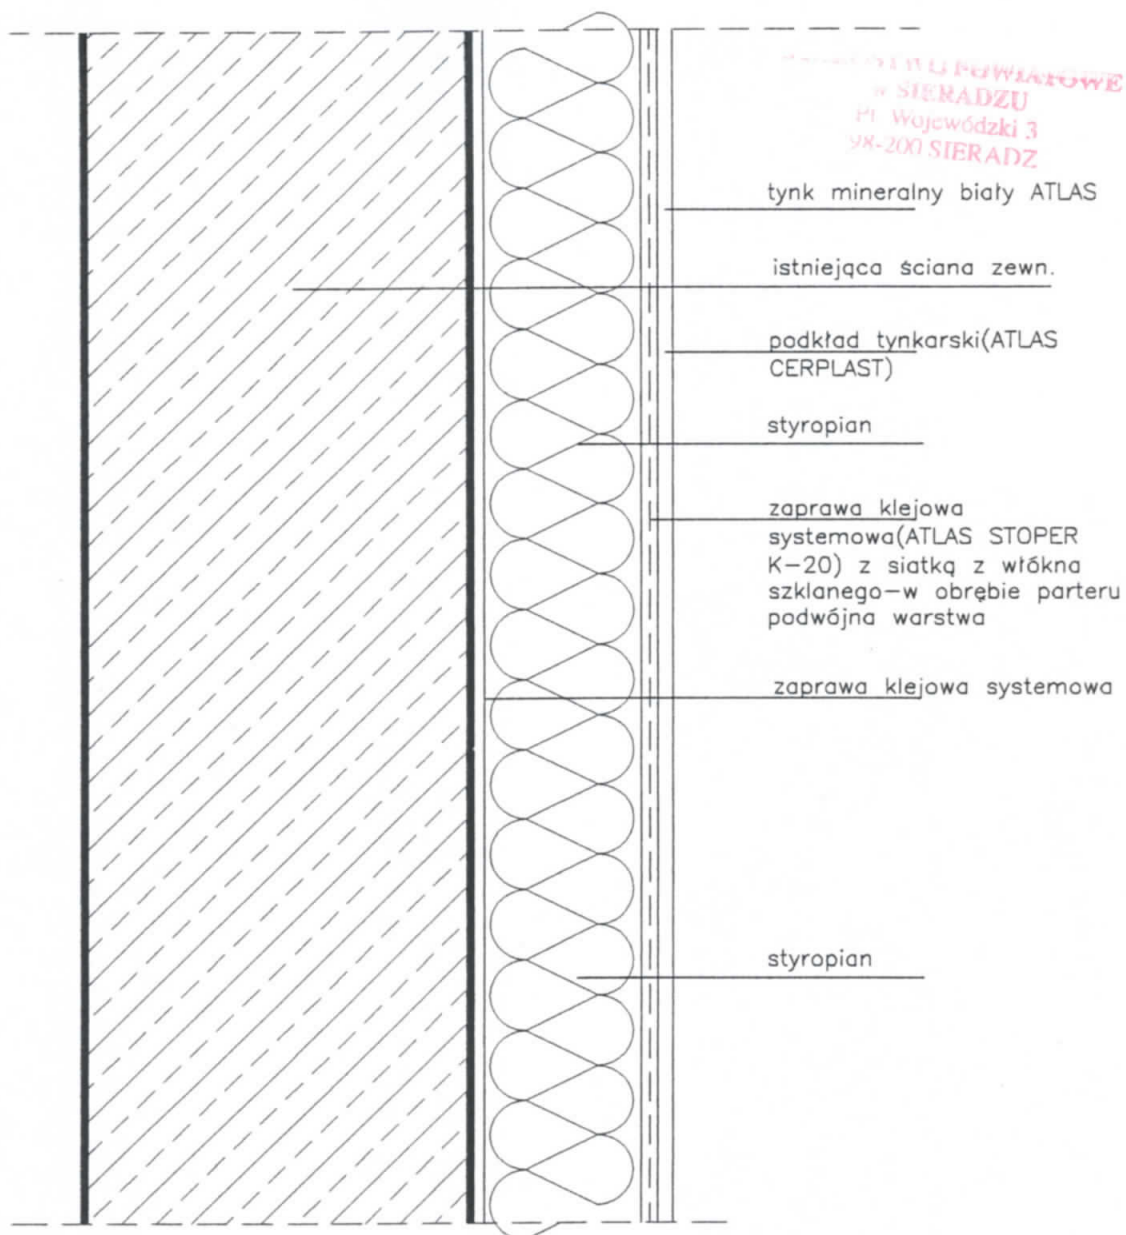 POWIATOWE
w SIERADZU
Pl. Wojewódzki 3
98-200 SIERADZ
tynk mineralny biały ATLAS
istniejąca ściana zewn.
podkład tynkarski(ATLAS
CERPLAST)
styropian
zaprawa klejowa
systemowa(ATLAS STOPER
K-20) z siatką z włókna
szklanego-w obrębie parteru
podwójna warstwa
zaprawa klejowa systemowa
styropian